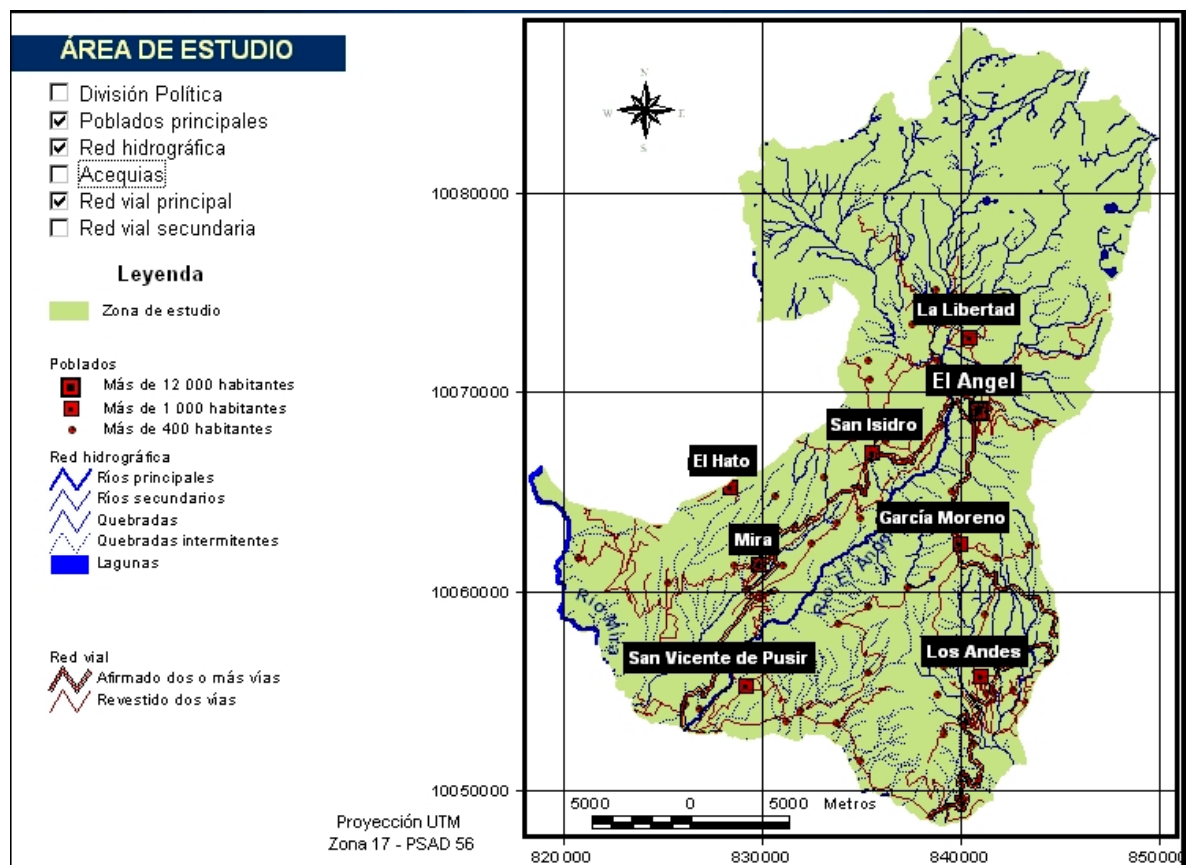 ÁREA DE ESTUDIO
División Política
Poblados principales
Red hidrográfica
Acequias
Red vial principal
Red vial secundaria
Leyenda
Zona de estudio
Poblados
Más de 12 000 habitantes
Más de 1 000 habitantes
Más de 400 habitantes
Red hidrográfica
Ríos principales
Ríos secundarios
Quebradas
Quebradas intermitentes
Lagunas
Red vial
Afirmado dos o más vías
Revestido dos vías
Proyección UTM
Zona 17 - PSAD 56
N
W E
S
10080000
10070000
10060000
10050000
La Libertad
El Angel
San Isidro
El Hato
García Moreno
Mira
Río El Angel
Río Mira
San Vicente de Pusir
Los Andes
5000 0 5000 Metros
820000 830000 840000 850000